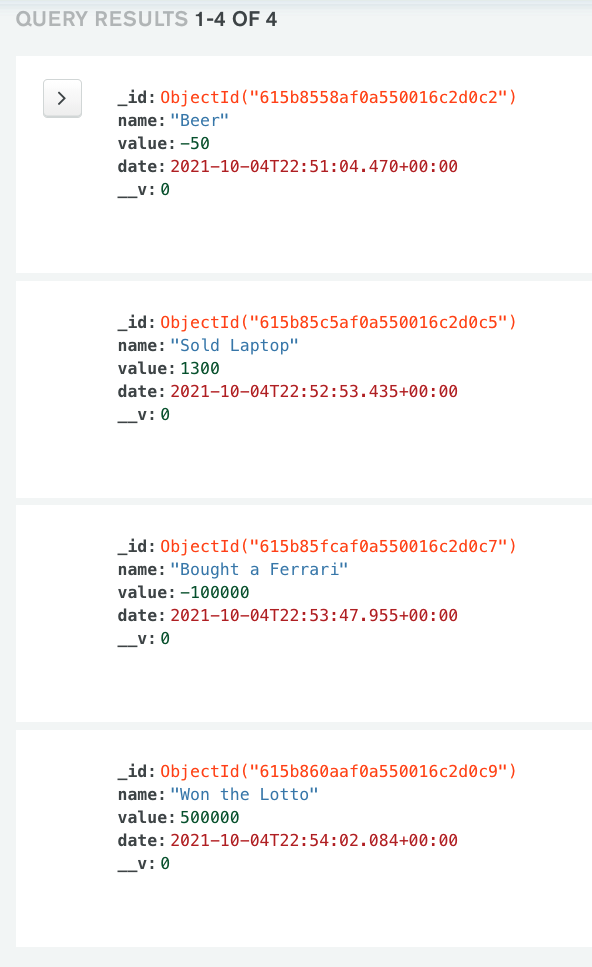 QUERY RESULTS 1-4 OF 4
_id: ObjectId("615b8558af0a550016c2d0c2")
name: "Beer"
value: -50
date: 2021-10-04T22:51:04.470+00:00
__v: 0
_id: ObjectId("615b85c5af0a550016c2d0c5")
name: "Sold Laptop"
value: 1300
date: 2021-10-04T22:52:53.435+00:00
__v: 0
_id: ObjectId("615b85fcaf0a550016c2d0c7")
name: "Bought a Ferrari"
value: -100000
date: 2021-10-04T22:53:47.955+00:00
__v: 0
_id: ObjectId("615b860aaf0a550016c2d0c9")
name: "Won the Lotto"
value: 500000
date: 2021-10-04T22:54:02.084+00:00
__v: 0